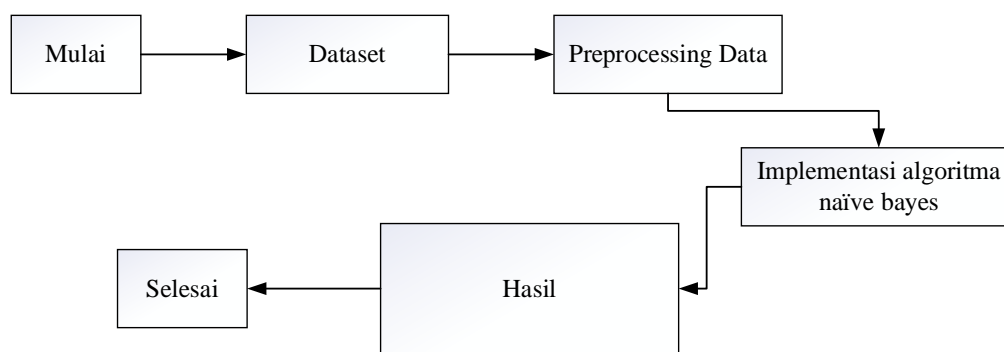 Mulai
Dataset
Preprocessing Data
Implementasi algoritma
naïve bayes
Hasil
Selesai